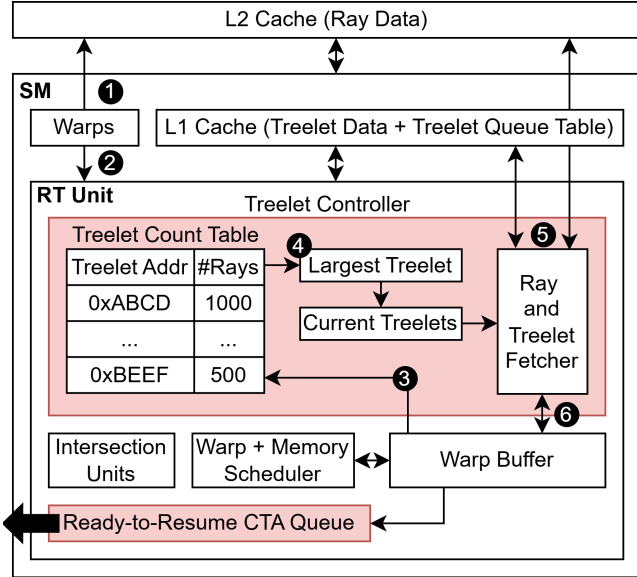 L2 Cache (Ray Data)
1
SM
Warps
L1 Cache (Treelet Data + Treelet Queue Table)
2
RT Unit
Treelet Controller
Treelet Count Table
4
5
Treelet Addr #Rays
Largest Treelet
0xABCD 1000
Current Treelets
Ray
and
Treelet
Fetcher
... ...
0xBEEF 500
3
6
Intersection
Units
Warp + Memory
Scheduler
Warp Buffer
Ready-to-Resume CTA Queue